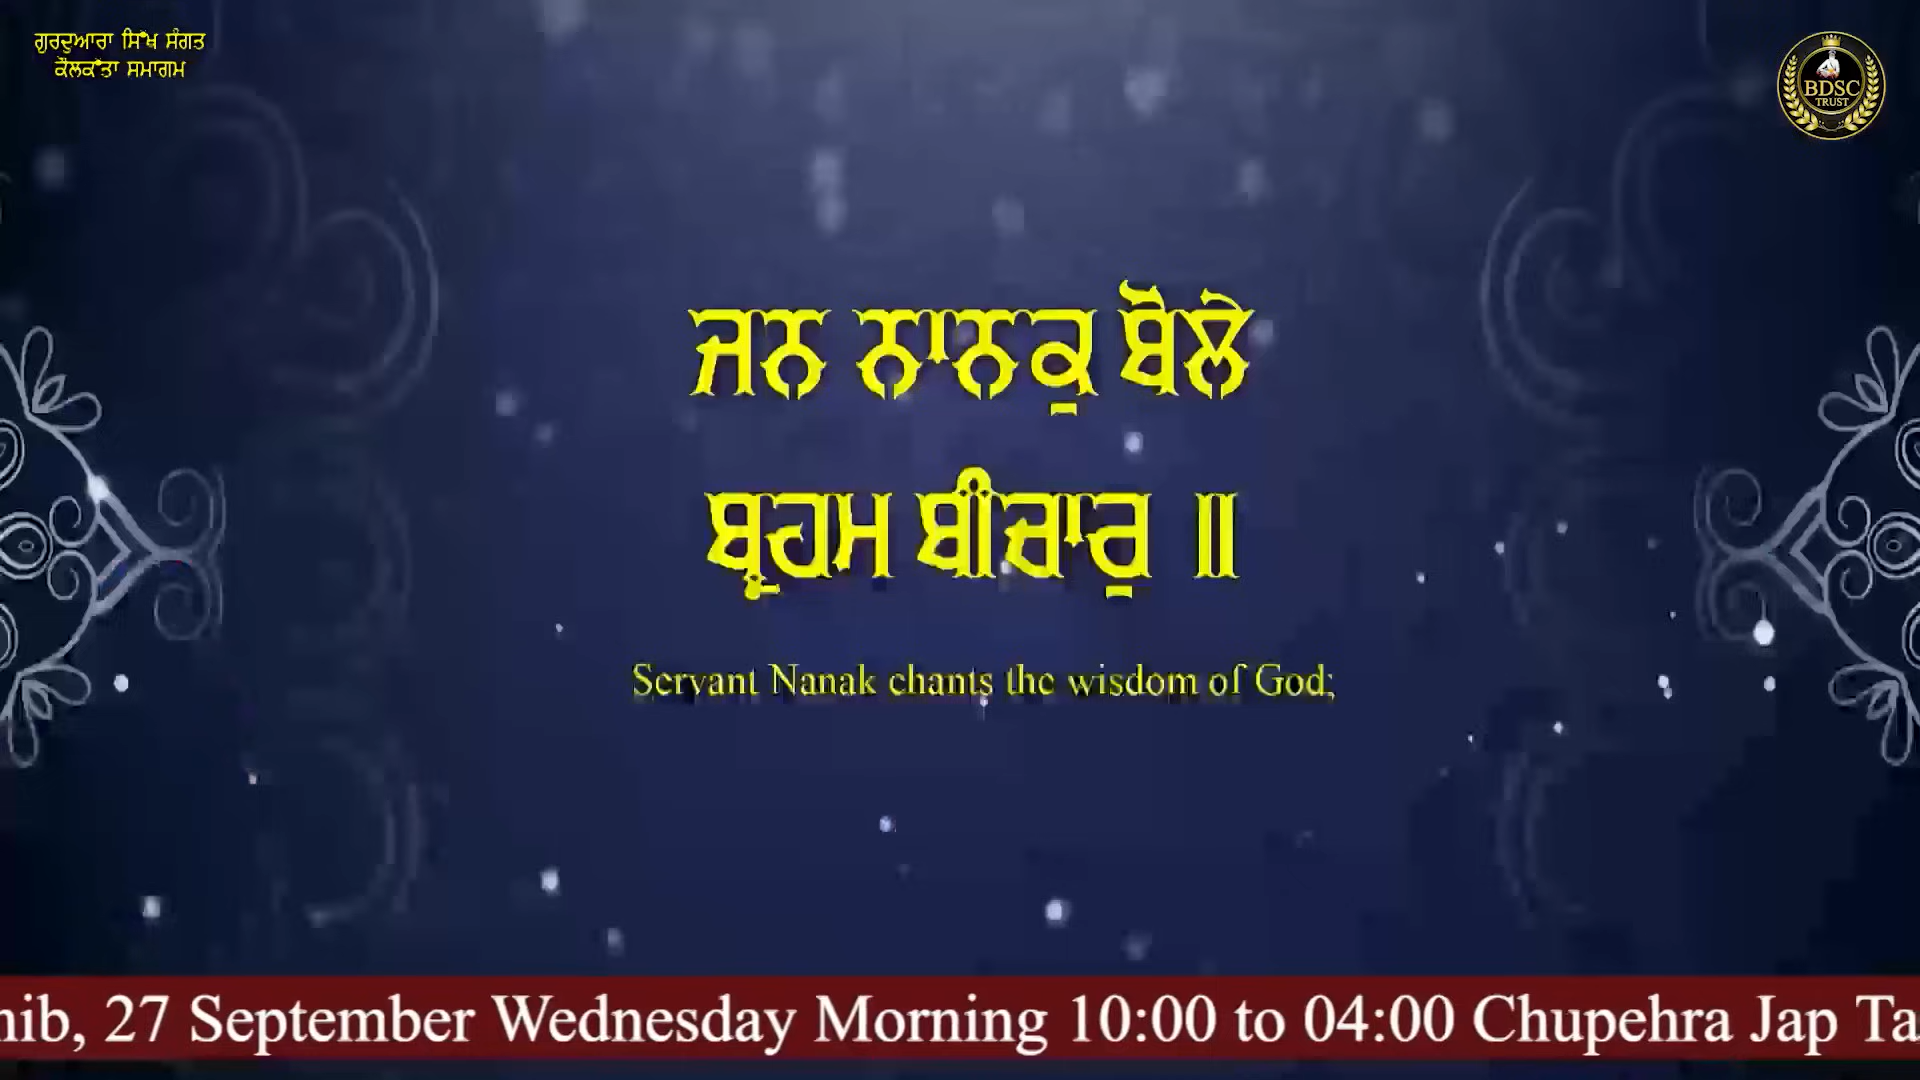 ਗੁਰਦੁਆਰਾ ਸਿੱਖ ਸੰਗਤ
ਕੌਲਕੱਤਾ ਸਮਾਗਮ
BDSC
TRUST
ਜਨ ਨਾਨਕੁ ਬੋਲੇ
ਬ੍ਰਹਮ ਬੀਚਾਰੁ ॥
Servant Nanak chants the wisdom of God;
hib, 27 September Wednesday Morning 10:00 to 04:00 Chupehra Jap Ta